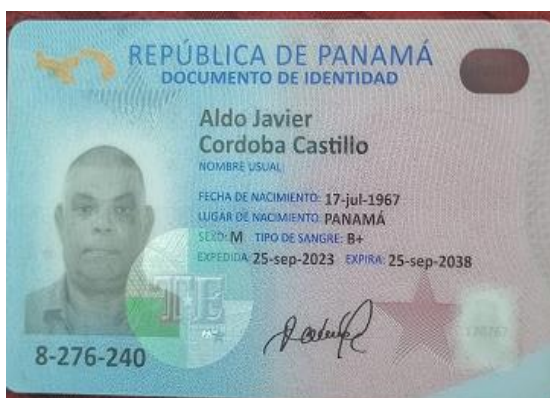 REPÚBLICA DE PANAMÁ
DOCUMENTO DE IDENTIDAD
Aldo Javier
Cordoba Castillo
NOMBRE USUAL:
FECHA DE NACIMIENTO: 17-jul-1967
LUGAR DE NACIMIENTO: PANAMÁ
SEXO: M TIPO DE SANGRE: B+
EXPEDIDA: 25-sep-2023 EXPIRA: 25-sep-2038
TE
8-276-240